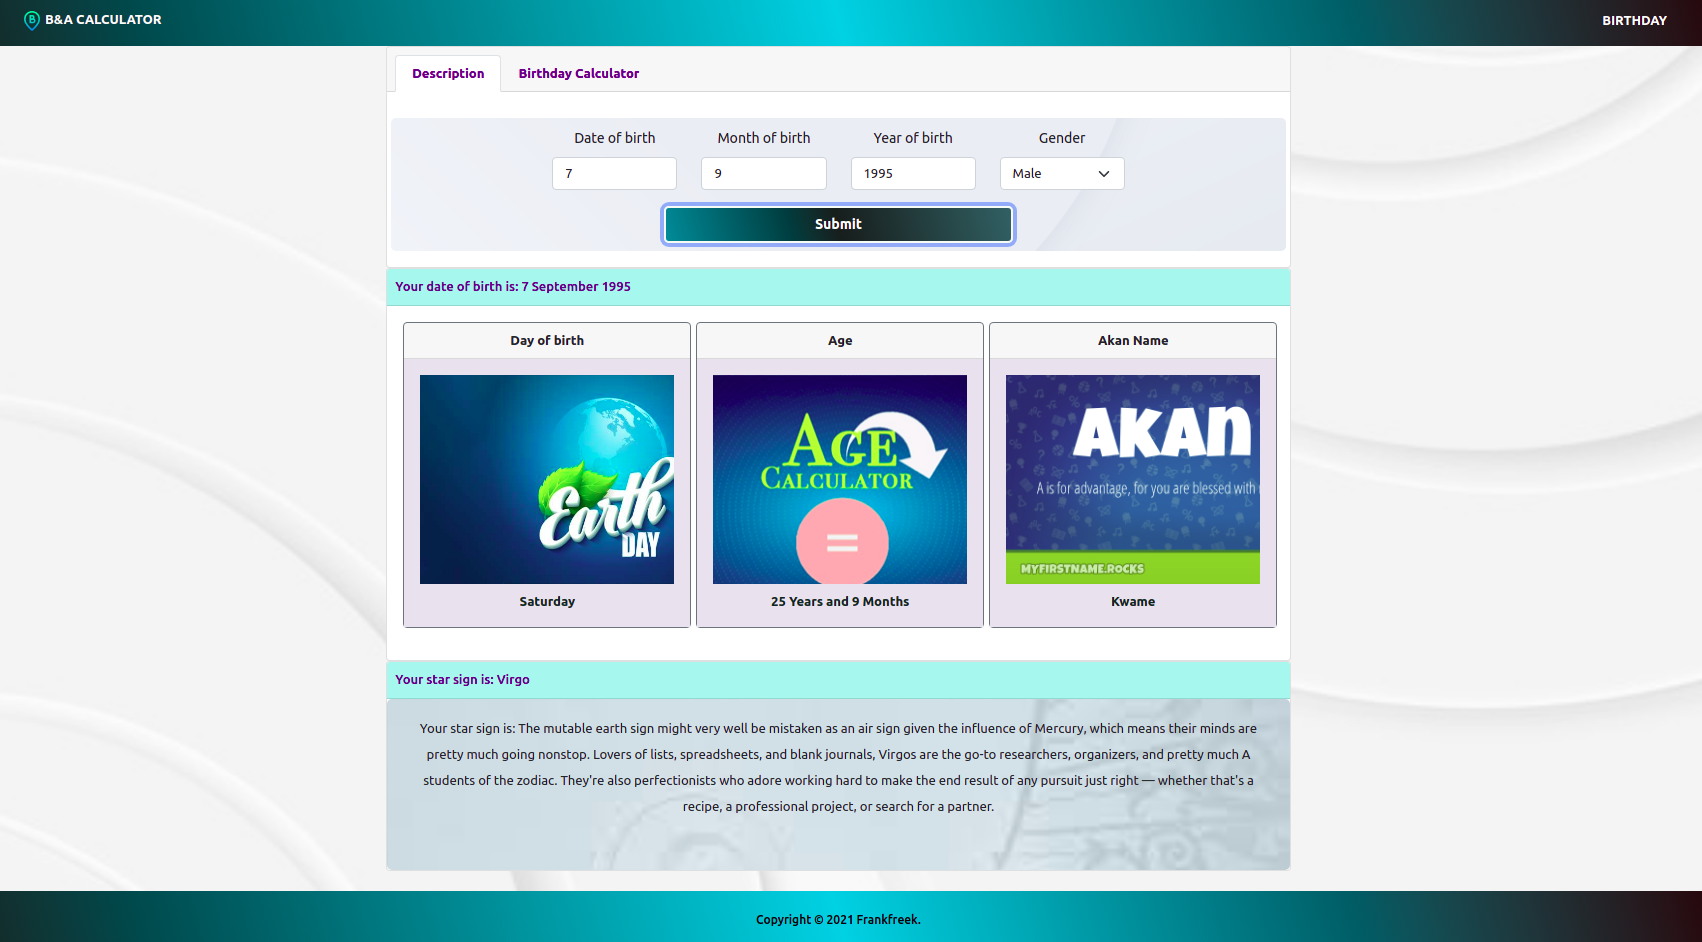 B&A CALCULATOR
BIRTHDAY
Description
Birthday Calculator
Date of birth
Month of birth
Year of birth
Gender
7
9
1995
Male
Submit
Your date of birth is: 7 September 1995
Day of birth
Age
Akan Name
Earth
DAY
AGE
CALCULATOR
=
AKAN
A is for advantage, for you are blessed with
MYFIRSTNAME.ROCKS
Saturday
25 Years and 9 Months
Kwame
Your star sign is: Virgo
Your star sign is: The mutable earth sign might very well be mistaken as an air sign given the influence of Mercury, which means their minds are
pretty much going nonstop. Lovers of lists, spreadsheets, and blank journals, Virgos are the go-to researchers, organizers, and pretty much A
students of the zodiac. They're also perfectionists who adore working hard to make the end result of any pursuit just right — whether that's a
recipe, a professional project, or search for a partner.
Copyright © 2021 Frankfreek.